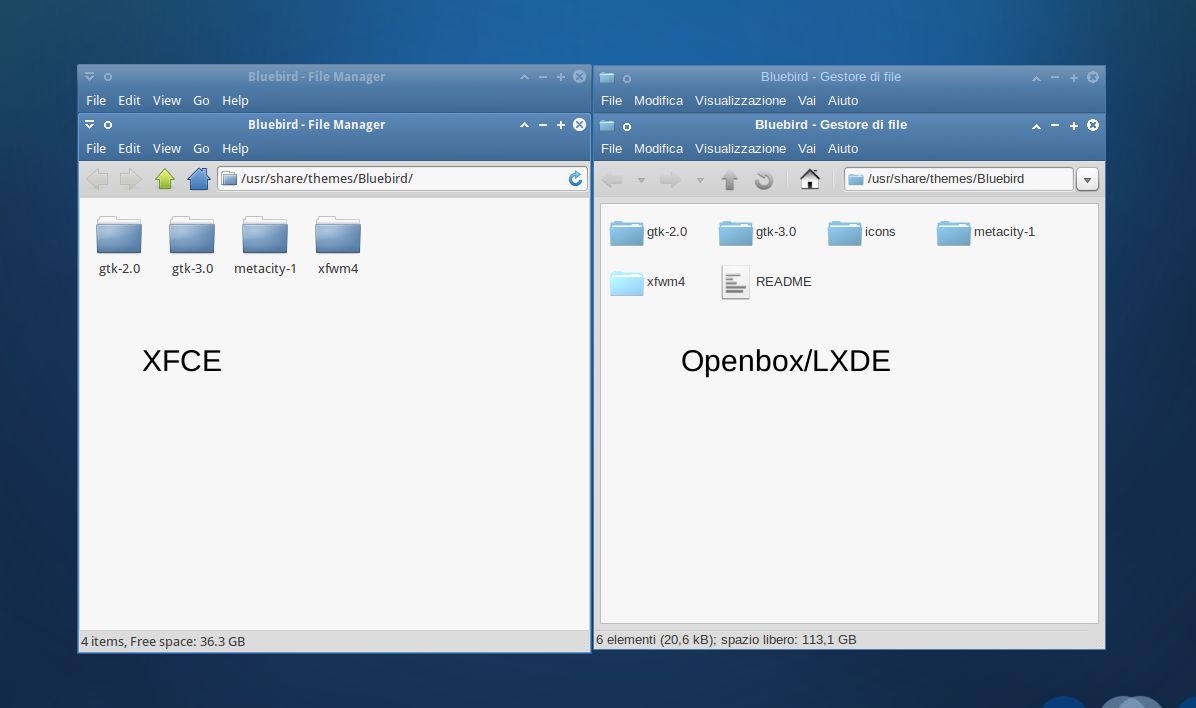 Bluebird - File Manager
File Edit View Go Help
Bluebird - File Manager
File Edit View Go Help
/usr/share/themes/Bluebird/
gtk-2.0 gtk-3.0 metacity-1 xfwm4
XFCE
4 items, Free space: 36.3 GB
Bluebird - Gestore di file
File Modifica Visualizzazione Vai Aiuto
Bluebird - Gestore di file
File Modifica Visualizzazione Vai Aiuto
/usr/share/themes/Bluebird
gtk-2.0 gtk-3.0 icons metacity-1
xfwm4 README
Openbox/LXDE
6 elementi (20,6 kB); spazio libero: 113,1 GB